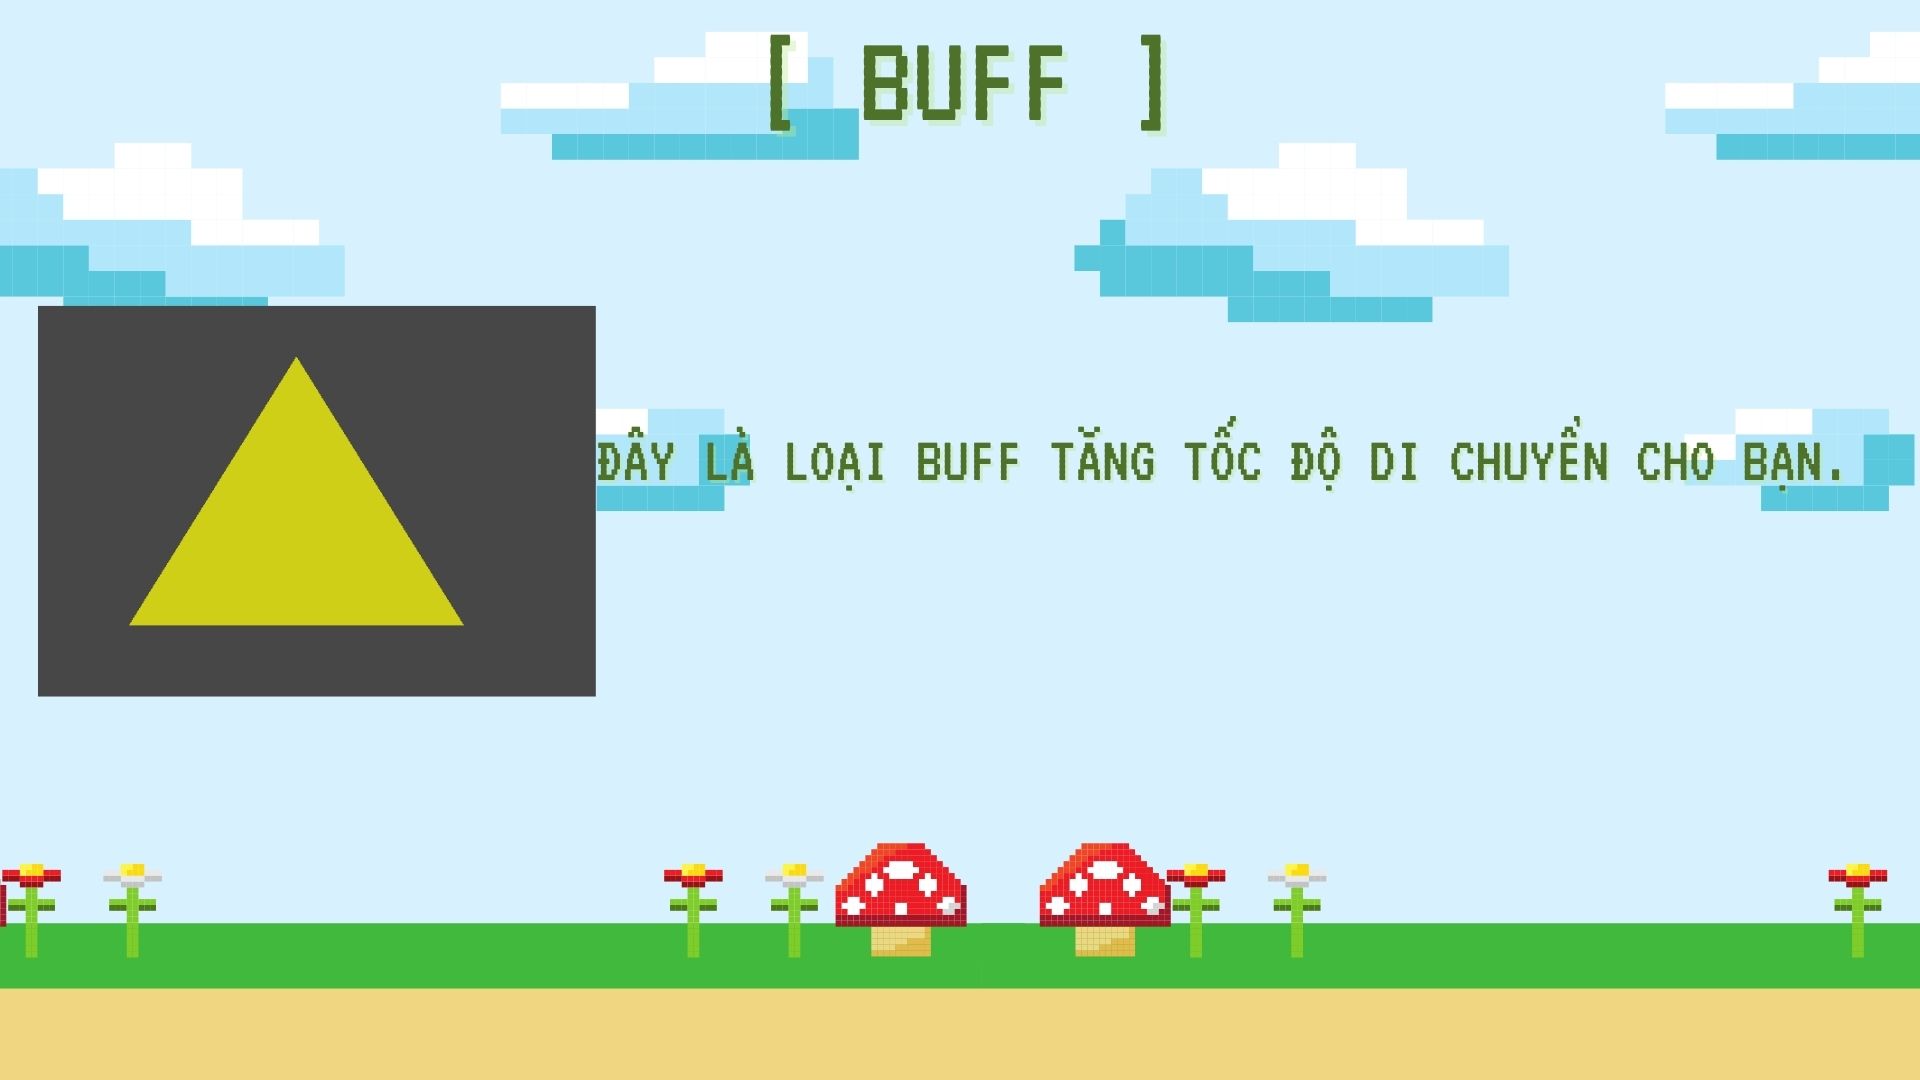 [ BUFF ]
ĐÂY LÀ LOẠI BUFF TĂNG TỐC ĐỘ DI CHUYỂN CHO BẠN.